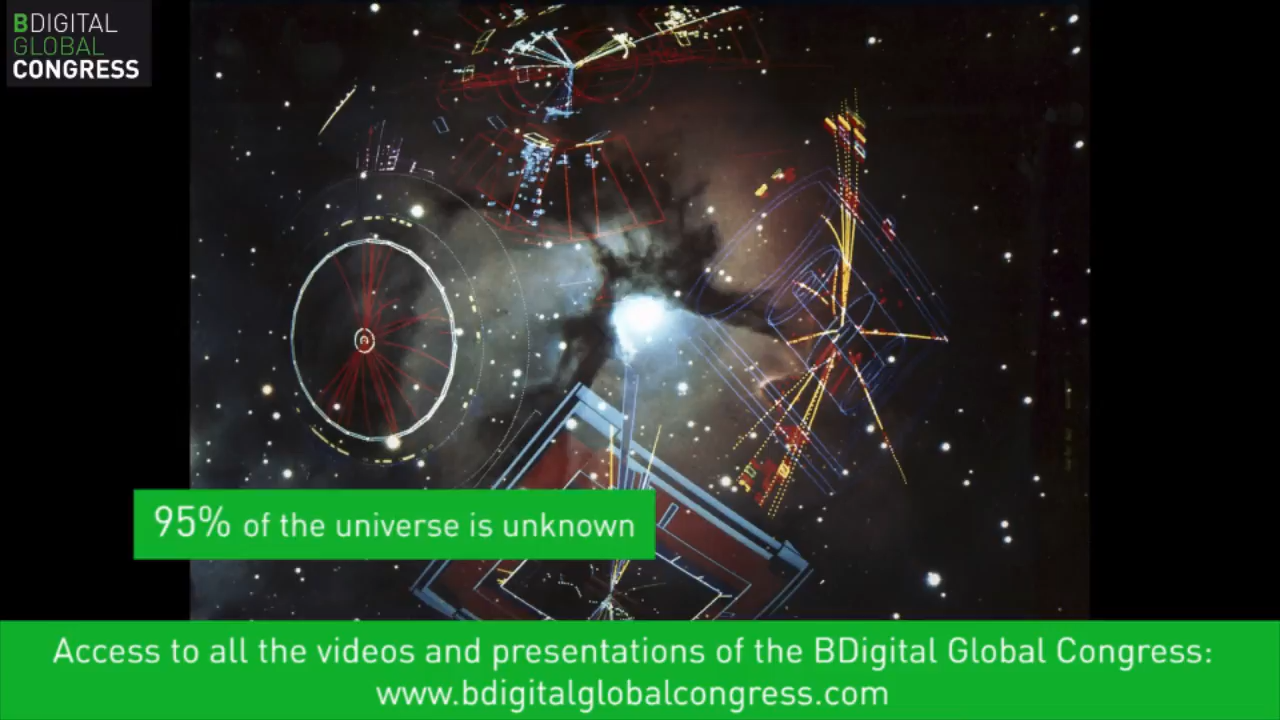 BDIGITAL
GLOBAL
CONGRESS
95% of the universe is unknown
Access to all the videos and presentations of the BDigital Global Congress:
www.bdigitalglobalcongress.com